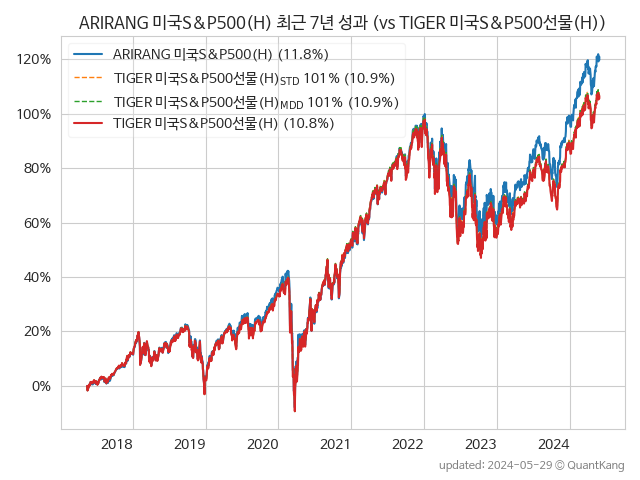 ARIRANG 미국S&P500(H) 최근 7년 성과 (vs TIGER 미국S&P500선물(H))
ARIRANG 미국S&P500(H) (11.8%)
TIGER 미국S&P500선물(H)STD 101% (10.9%)
TIGER 미국S&P500선물(H)MDD 101% (10.9%)
TIGER 미국S&P500선물(H) (10.8%)
120%
100%
80%
60%
40%
20%
0%
2018 2019 2020 2021 2022 2023 2024
updated: 2024-05-29 © QuantKang